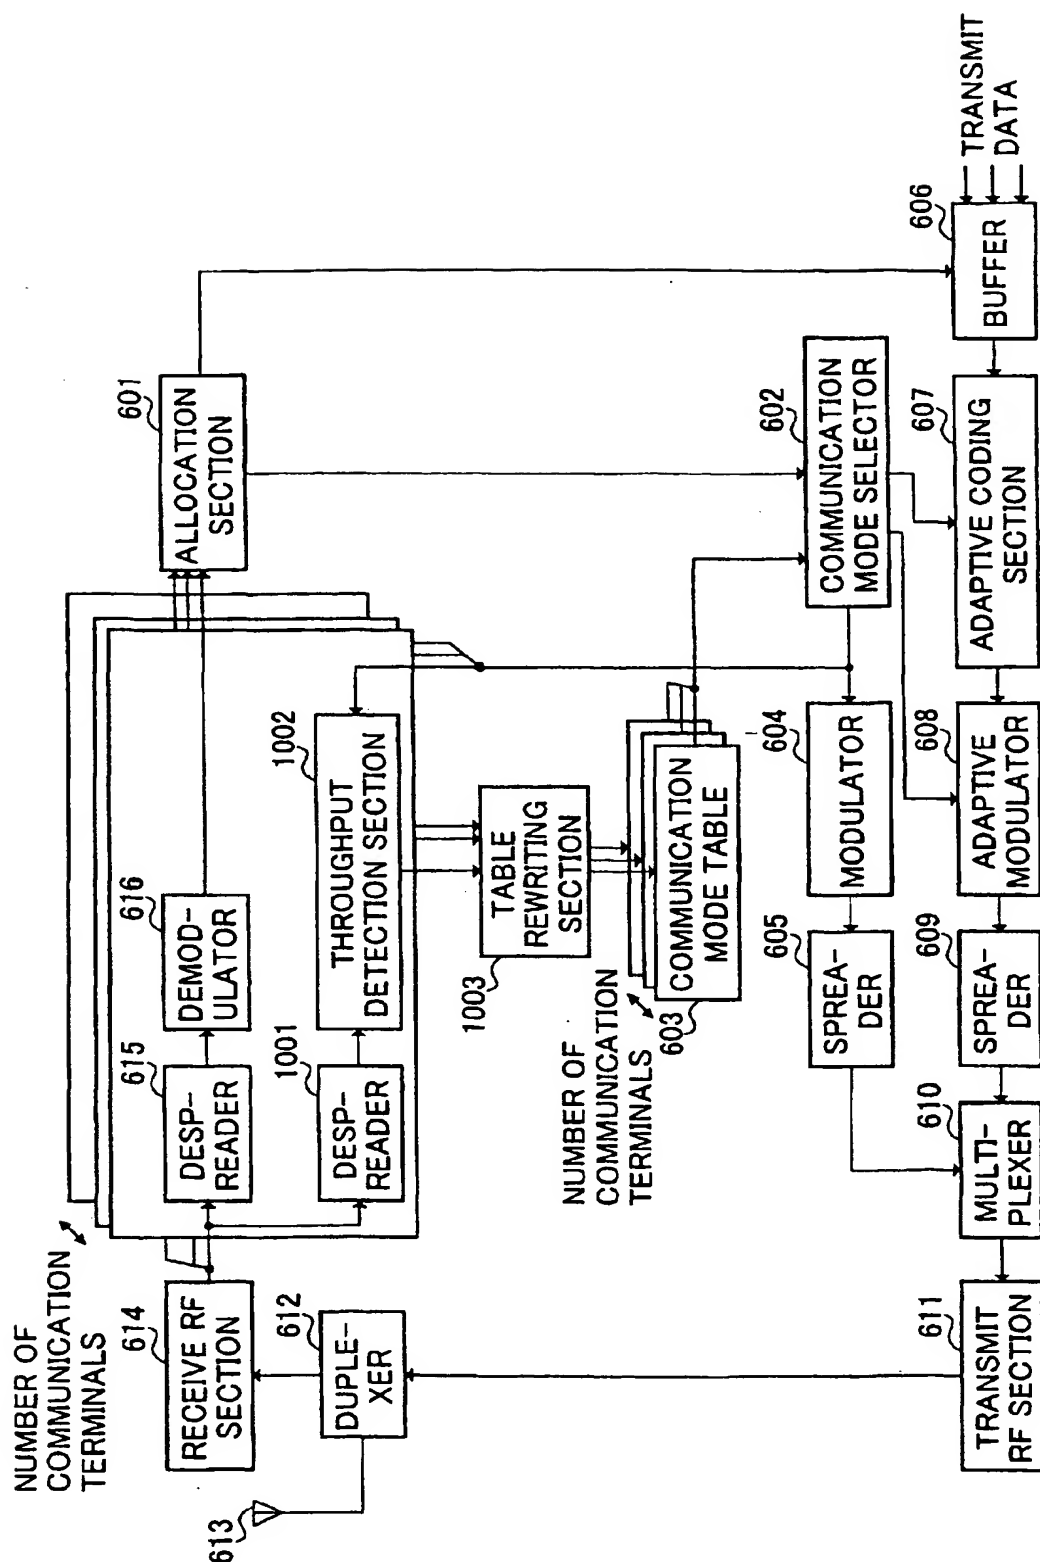 NUMBER OF
COMMUNICATION
TERMINALS
614
RECEIVE RF
SECTION
613
612
DUPLE-
XER
615
DESP-
READER
616
DEMOD-
ULATOR
1001
DESP-
READER
1002
THROUGHPUT
DETECTION SECTION
601
ALLOCATION
SECTION
1003
TABLE
REWRITING
SECTION
NUMBER OF
COMMUNICATION
TERMINALS
603
COMMUNICATION
MODE TABLE
602
COMMUNICATION
MODE SELECTOR
604
MODULATOR
605
SPREA-
DER
606
BUFFER
TRANSMIT
DATA
607
ADAPTIVE CODING
SECTION
608
ADAPTIVE
MODULATOR
609
SPREA-
DER
610
MULTI-
PLEXER
611
TRANSMIT
RF SECTION